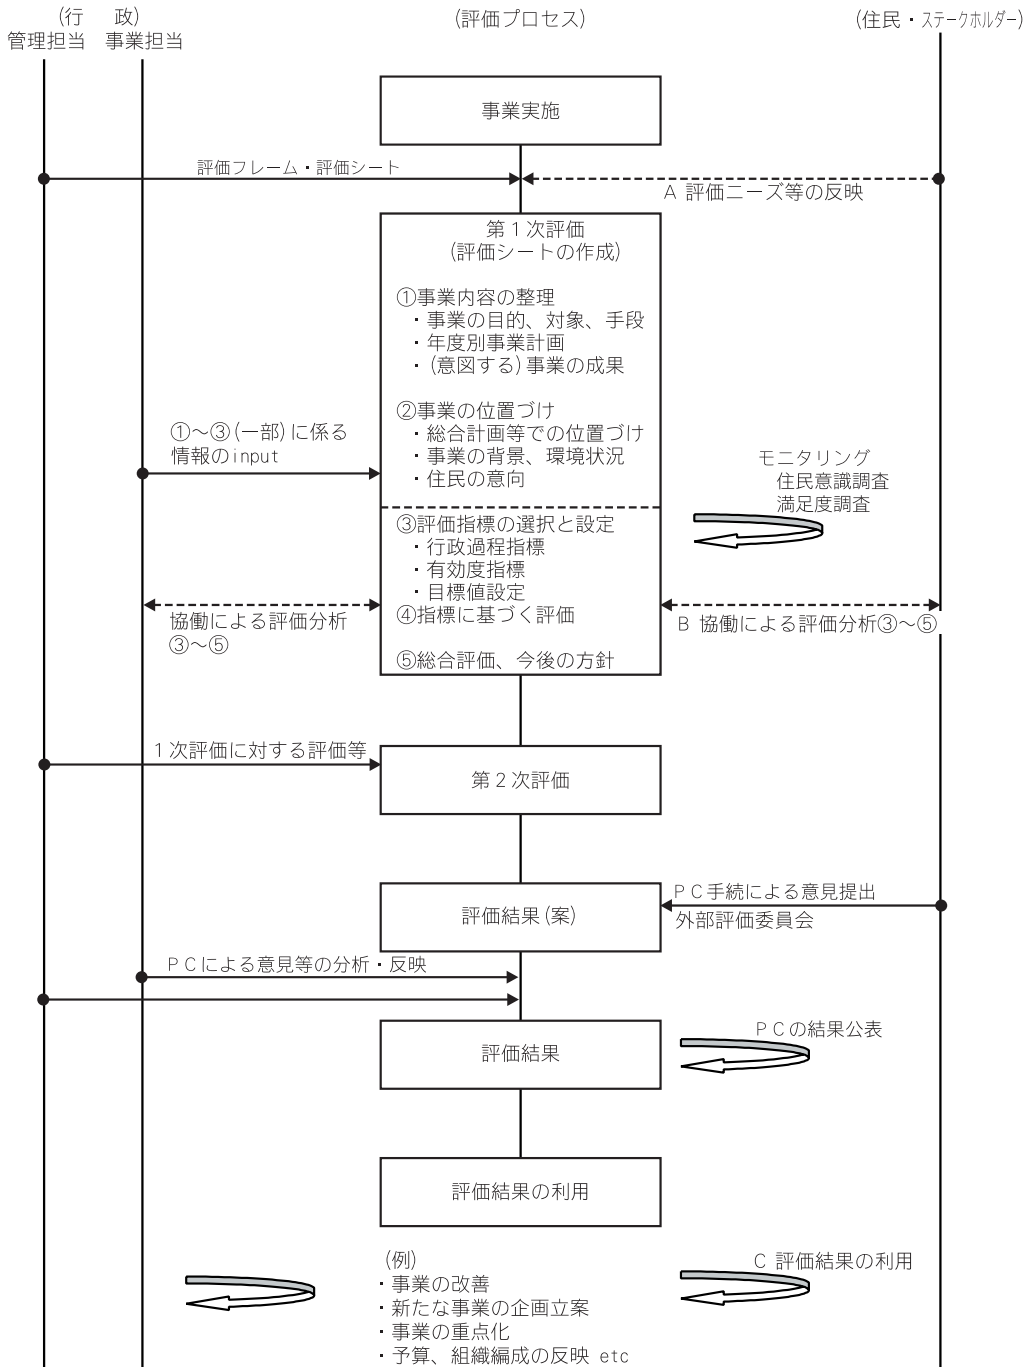 (行　政)
管理担当　事業担当
(評価プロセス)
(住民・ステークホルダー)
事業実施
評価フレーム・評価シート
A 評価ニーズ等の反映
第１次評価
(評価シートの作成)
①事業内容の整理
・事業の目的、対象、手段
・年度別事業計画
・(意図する)事業の成果
②事業の位置づけ
・総合計画等での位置づけ
・事業の背景、環境状況
・住民の意向
①～③(一部)に係る
情報のinput
モニタリング
住民意識調査
満足度調査
③評価指標の選択と設定
・行政過程指標
・有効度指標
・目標値設定
④指標に基づく評価
⑤総合評価、今後の方針
協働による評価分析
③～⑤
B 協働による評価分析③～⑤
１次評価に対する評価等
第２次評価
ＰＣ手続による意見提出
外部評価委員会
評価結果(案)
ＰＣによる意見等の分析・反映
評価結果
ＰＣの結果公表
評価結果の利用
(例)
・事業の改善
・新たな事業の企画立案
・事業の重点化
・予算、組織編成の反映 etc
C 評価結果の利用